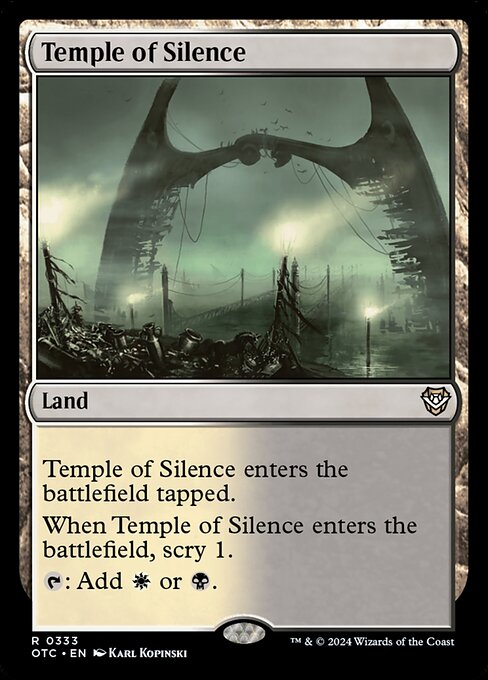 Temple of Silence
Land
Temple of Silence enters the
battlefield tapped.
When Temple of Silence enters the
battlefield, scry 1.
: Add or .
R 0333
OTC • EN Karl Kopinski
™ & © 2024 Wizards of the Coast